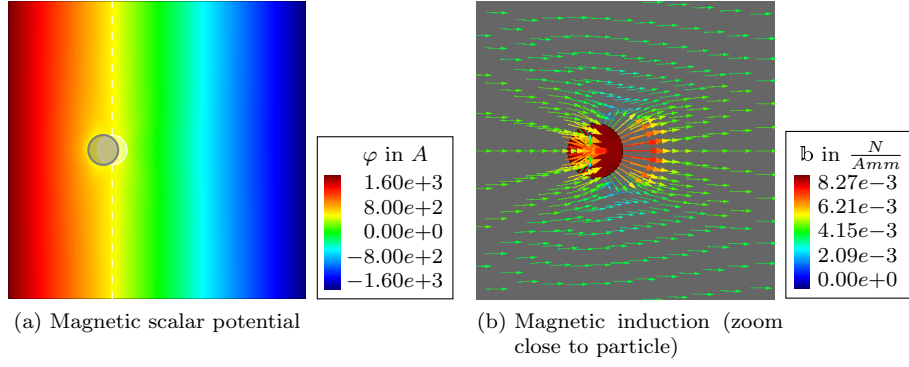 φ in A
1.60e+3
8.00e+2
0.00e+0
−8.00e+2
−1.60e+3
(a) Magnetic scalar potential
𝕓 in N/Amm
8.27e−3
6.21e−3
4.15e−3
2.09e−3
0.00e+0
(b) Magnetic induction (zoom
close to particle)